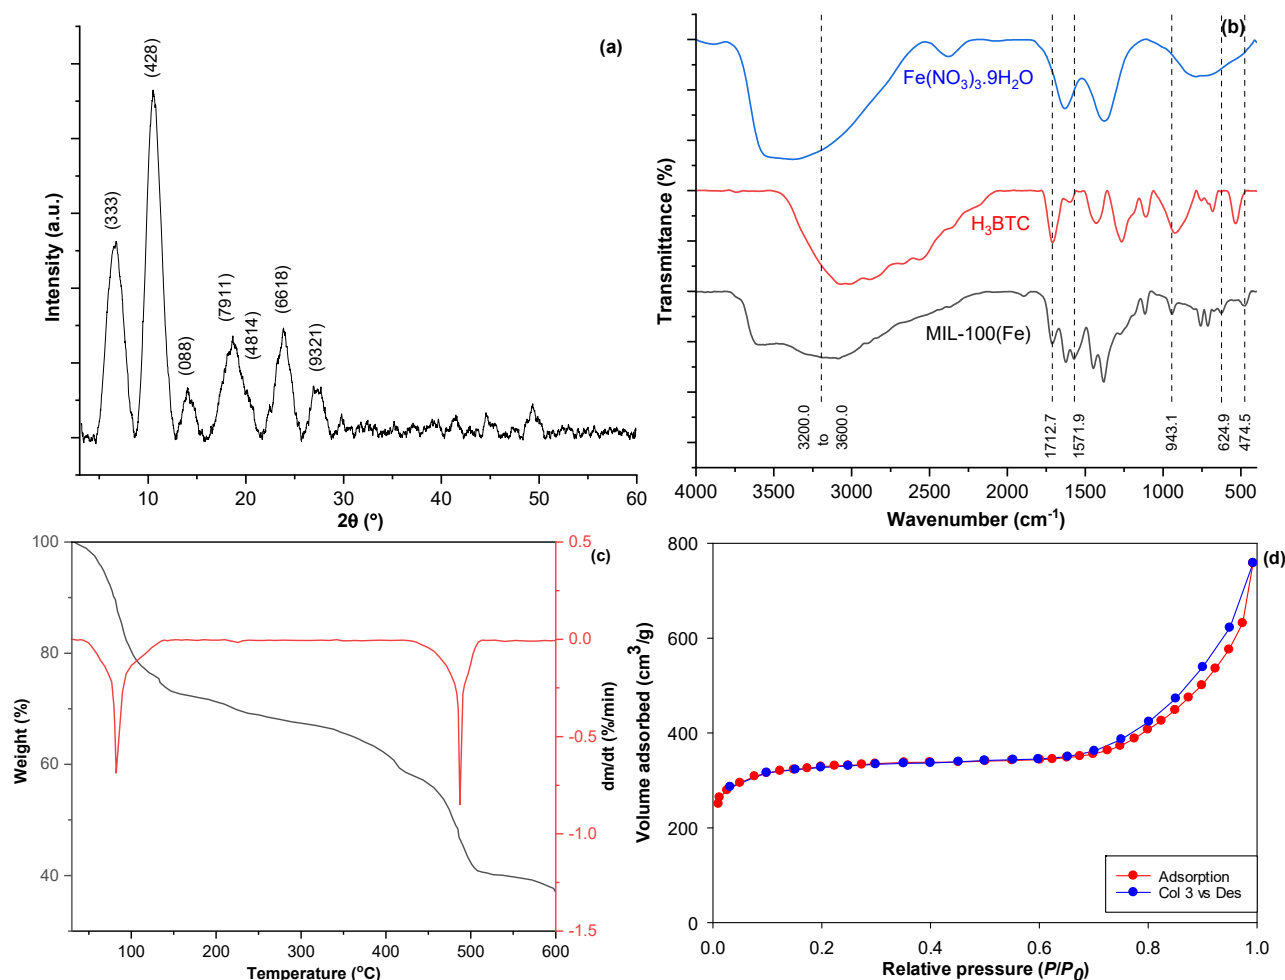 (a)
(333)
(428)
(088)
(7911)
(4814)
(6618)
(9321)
Intensity (a.u.)
10
20
30
40
50
60
2θ (°)
(b)
Fe(NO3)3.9H2O
H3BTC
MIL-100(Fe)
3200.0
to
3600.0
1712.7
1571.9
943.1
624.9
474.5
Transmittance (%)
4000
3500
3000
2500
2000
1500
1000
500
Wavenumber (cm-1)
(c)
100
80
60
40
Weight (%)
0.5
0.0
-0.5
-1.0
-1.5
dm/dt (%/min)
100
200
300
400
500
600
Temperature (oC)
(d)
800
600
400
200
0
Volume adsorbed (cm3/g)
Adsorption
Col 3 vs Des
0.0
0.2
0.4
0.6
0.8
1.0
Relative pressure (P/P0)